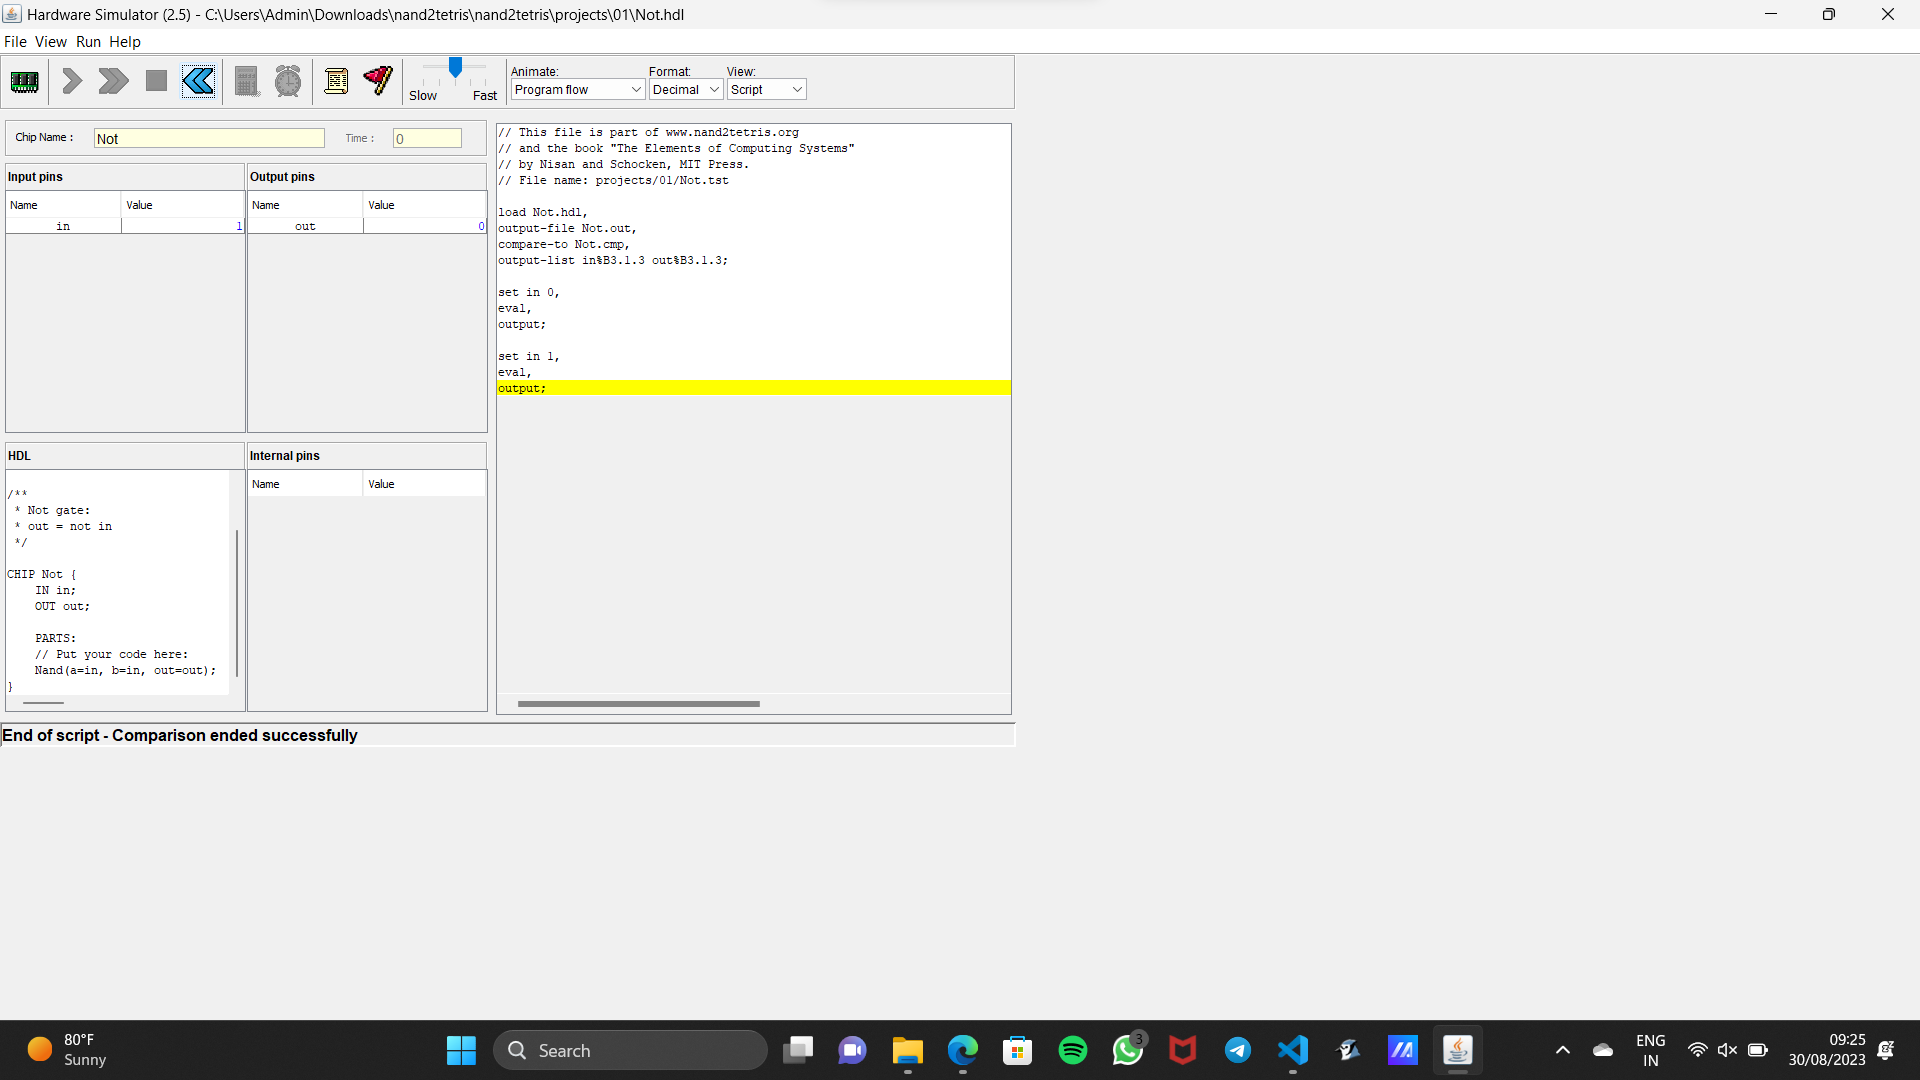 Hardware Simulator (2.5) - C:\Users\Admin\Downloads\nand2tetris\nand2tetris\projects\01\Not.hdl
File View Run Help
Slow Fast
Animate: Format: View:
Program flow Decimal Script
Chip Name : Not Time : 0
Input pins Output pins
Name Value Name Value
in 1 out 0
HDL Internal pins
Name Value
/**
* Not gate:
* out = not in
*/
CHIP Not {
IN in;
OUT out;
PARTS:
// Put your code here:
Nand(a=in, b=in, out=out);
}
// This file is part of www.nand2tetris.org
// and the book "The Elements of Computing Systems"
// by Nisan and Schocken, MIT Press.
// File name: projects/01/Not.tst
load Not.hdl,
output-file Not.out,
compare-to Not.cmp,
output-list in%B3.1.3 out%B3.1.3;
set in 0,
eval,
output;
set in 1,
eval,
output;
End of script - Comparison ended successfully
80°F
Sunny
Search
3
ENG
IN
09:25
30/08/2023